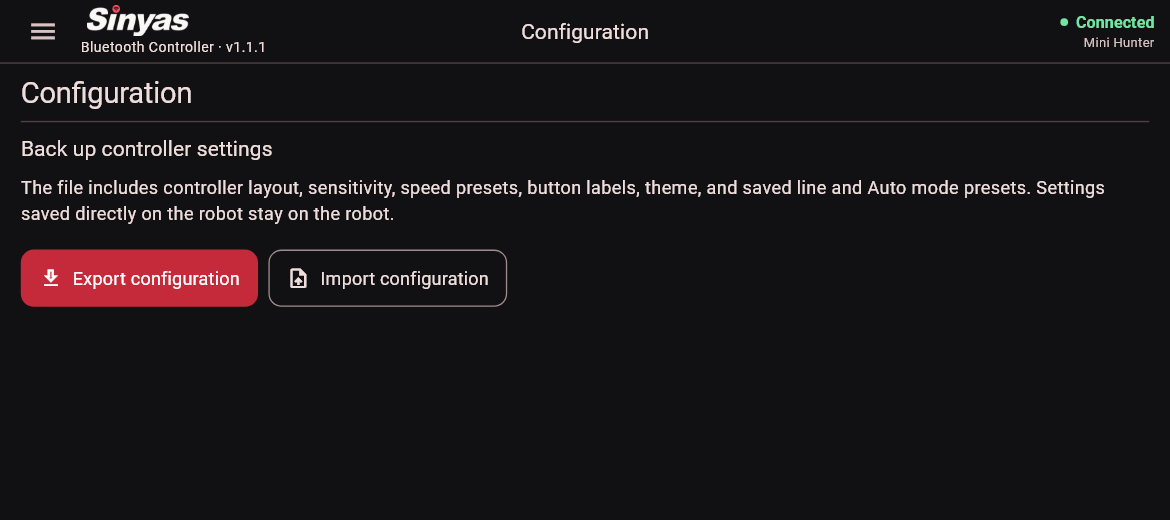 Sinyas
Bluetooth Controller · v1.1.1
Configuration
Connected
Mini Hunter
Configuration
Back up controller settings
The file includes controller layout, sensitivity, speed presets, button labels, theme, and saved line and Auto mode presets. Settings
saved directly on the robot stay on the robot.
Export configuration
Import configuration